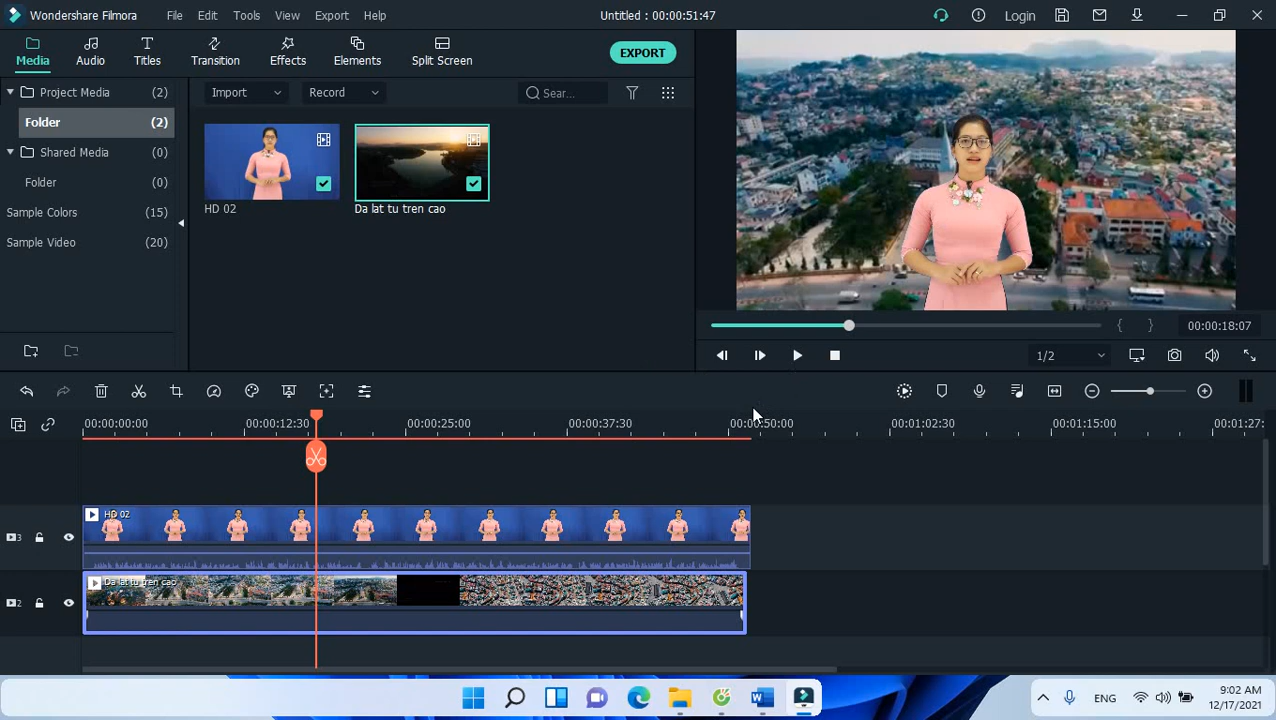 Wondershare Filmora File Edit Tools View Export Help Untitled : 00:00:51:47 Login
Media Audio Titles Transition Effects Elements Split Screen EXPORT
Project Media (2) Import Record Sear...
Folder (2)
Shared Media (0)
Folder (0)
Sample Colors (15) HD 02 Da lat tu tren cao
Sample Video (20)
{ } 00:00:18:07
1/2
00:00:00:00 00:00:12:30 00:00:25:00 00:00:37:30 00:00:50:00 00:01:02:30 00:01:15:00 00:01:27:
HD 02
3
Da lat tu tren cao
2
ENG 9:02 AM
12/17/2021